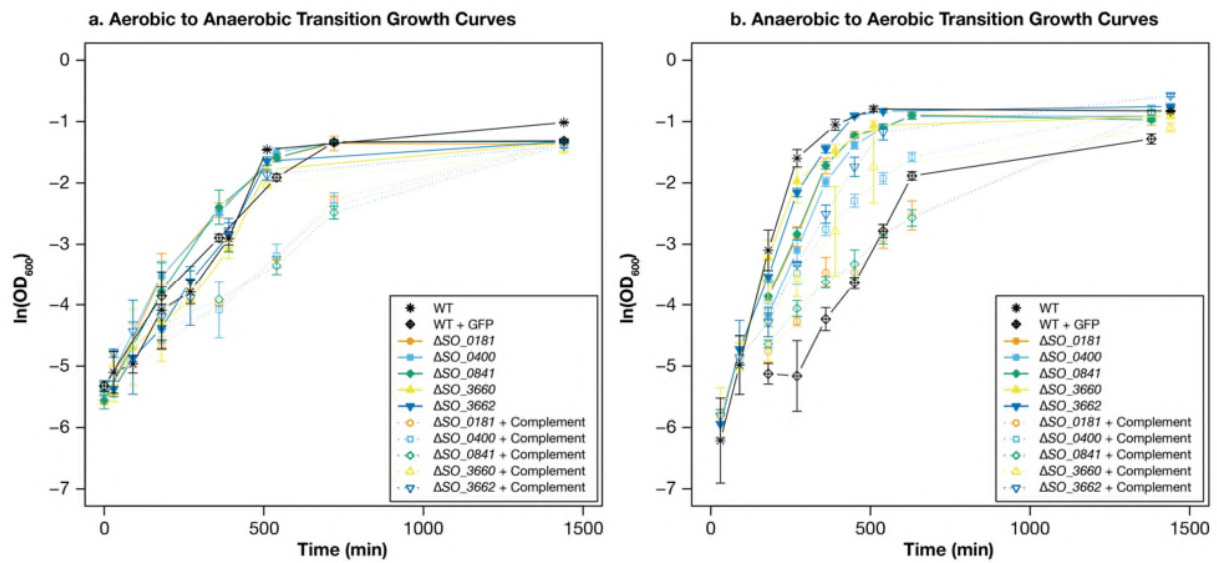 a. Aerobic to Anaerobic Transition Growth Curves
0
−1
−2
−3
−4
−5
−6
−7
ln(OD600)
0
500
1000
1500
Time (min)
WT
WT + GFP
ΔSO_0181
ΔSO_0400
ΔSO_0841
ΔSO_3660
ΔSO_3662
ΔSO_0181 + Complement
ΔSO_0400 + Complement
ΔSO_0841 + Complement
ΔSO_3660 + Complement
ΔSO_3662 + Complement
b. Anaerobic to Aerobic Transition Growth Curves
0
−1
−2
−3
−4
−5
−6
−7
ln(OD600)
0
500
1000
1500
Time (min)
WT
WT + GFP
ΔSO_0181
ΔSO_0400
ΔSO_0841
ΔSO_3660
ΔSO_3662
ΔSO_0181 + Complement
ΔSO_0400 + Complement
ΔSO_0841 + Complement
ΔSO_3660 + Complement
ΔSO_3662 + Complement